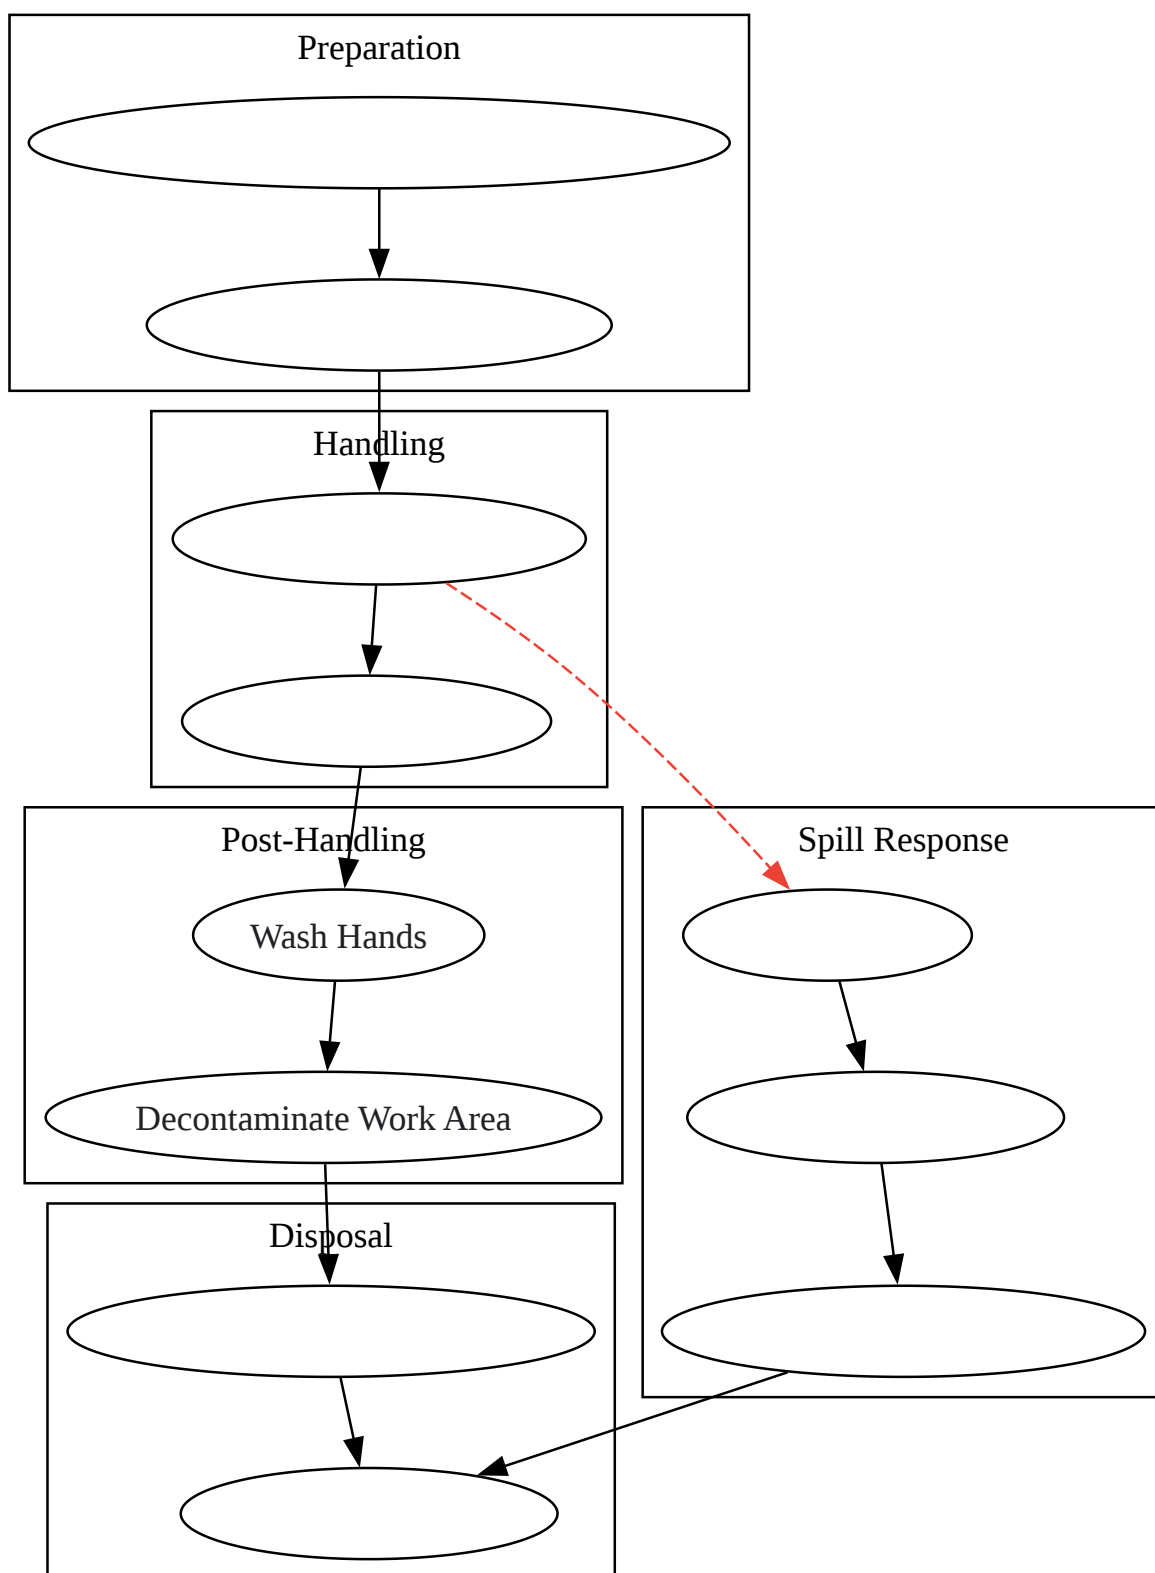 Preparation
Handling
Post-Handling
Spill Response
Wash Hands
Decontaminate Work Area
Disposal